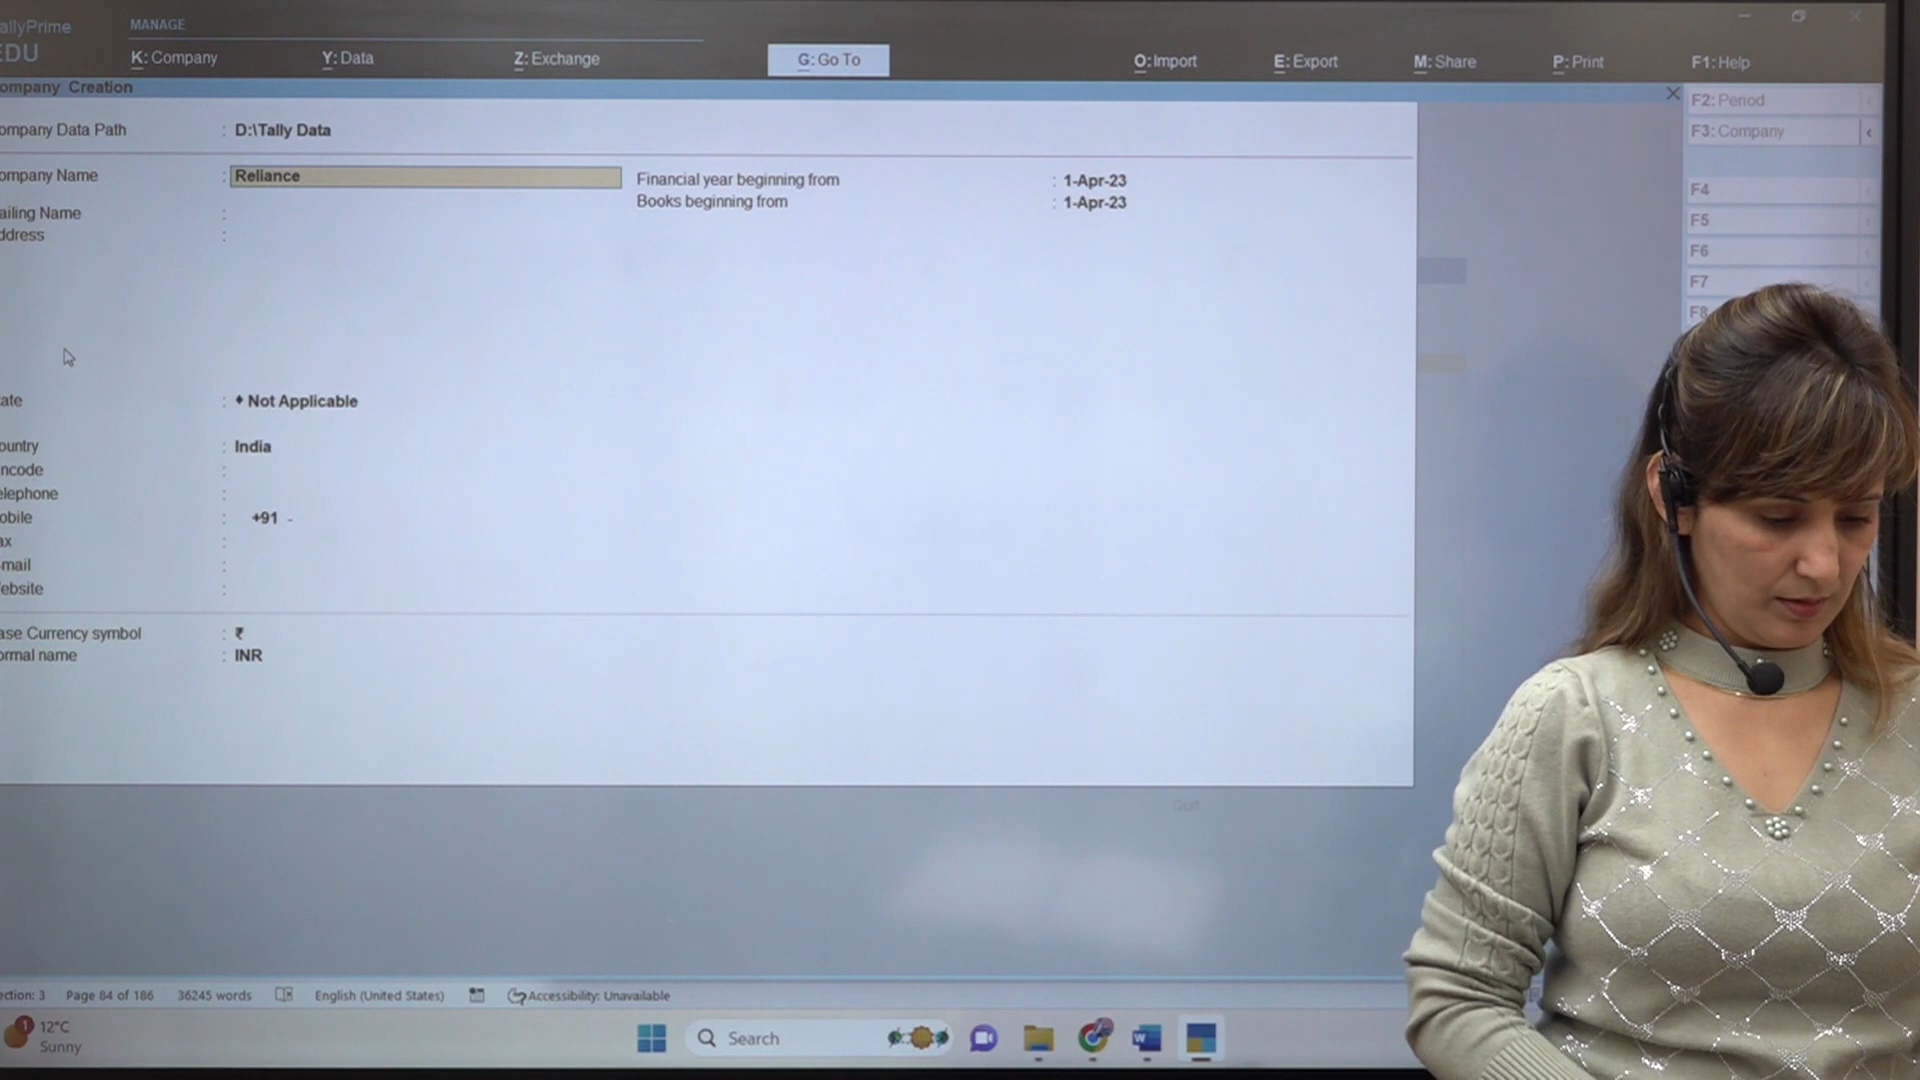 allyPrime
MANAGE
EDU
K: Company
Y: Data
Z: Exchange
G: Go To
O: Import
E: Export
M: Share
P: Print
F1: Help
ompany Creation
F2: Period
F3: Company
F4
F5
F6
F7
F8
ompany Data Path : D:\Tally Data
ompany Name : Reliance
Financial year beginning from : 1-Apr-23
Books beginning from : 1-Apr-23
ailing Name :
ddress :
ate : ♦ Not Applicable
ountry : India
ncode :
elephone :
obile : +91 -
ax :
-mail :
ebsite :
ase Currency symbol : ₹
ormal name : INR
Quit
ection: 3 Page 84 of 186 36245 words English (United States) Accessibility: Unavailable
1
12°C
Sunny
Search
W